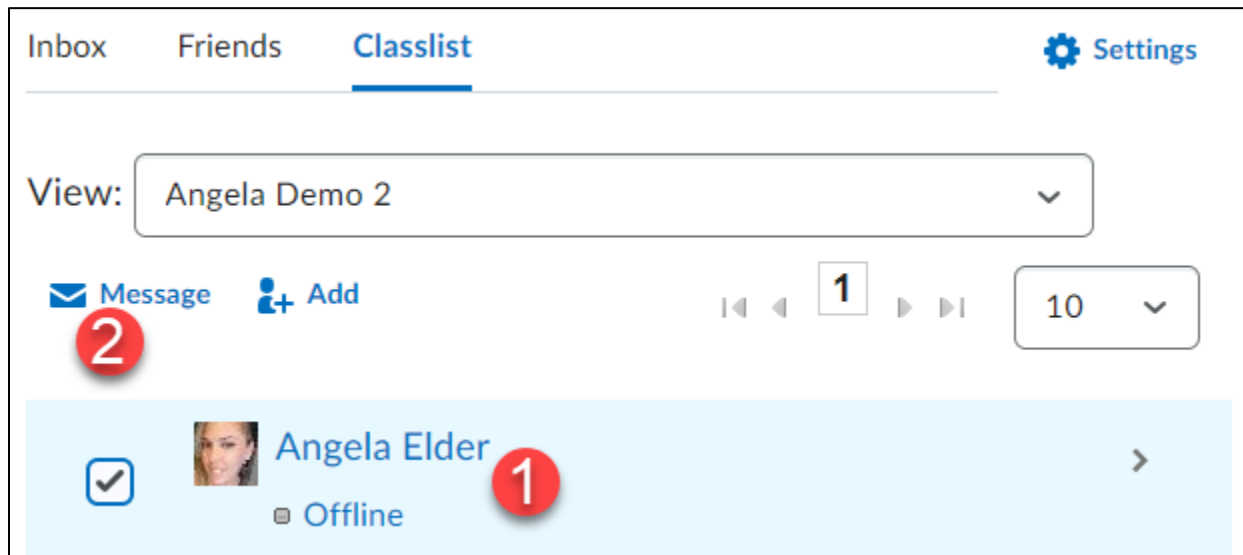 Inbox Friends Classlist Settings
View: Angela Demo 2
Message Add 1 10
2
Angela Elder
1
Offline